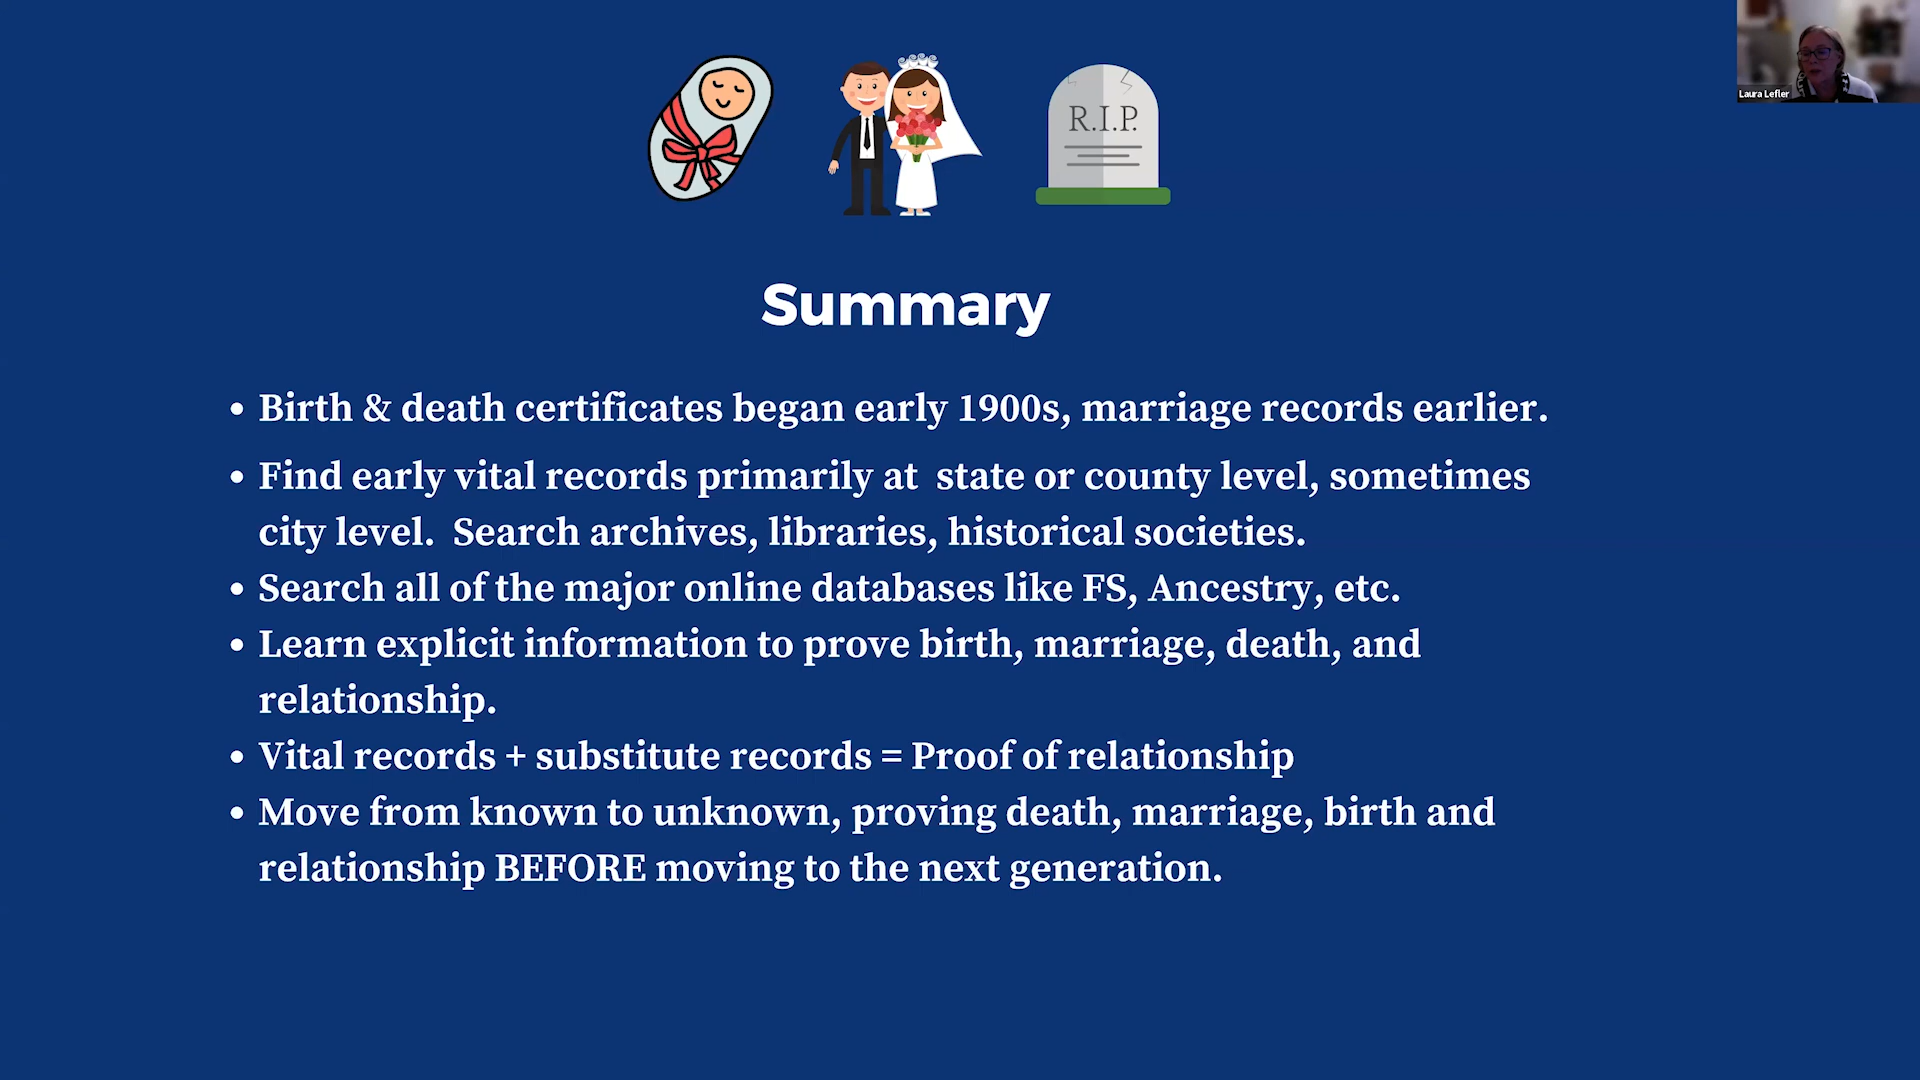 Laura Lefler
R.I.P.
Summary
• Birth & death certificates began early 1900s, marriage records earlier.
• Find early vital records primarily at  state or county level, sometimes
city level.  Search archives, libraries, historical societies.
• Search all of the major online databases like FS, Ancestry, etc.
• Learn explicit information to prove birth, marriage, death, and
relationship.
• Vital records + substitute records = Proof of relationship
• Move from known to unknown, proving death, marriage, birth and
relationship BEFORE moving to the next generation.